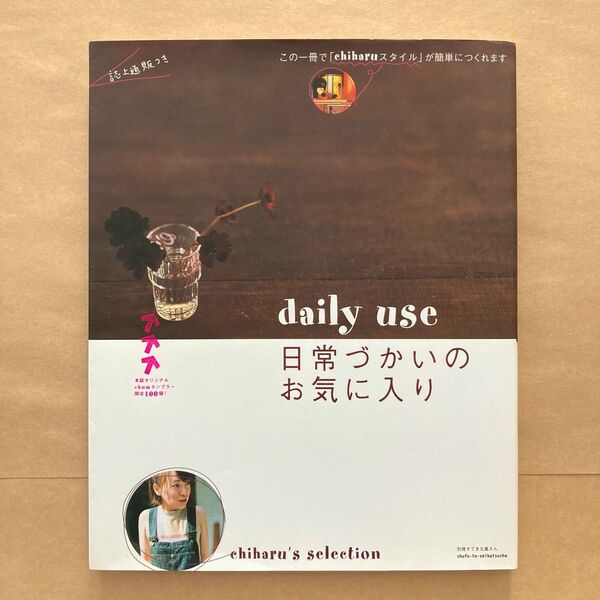 この一冊で「chiharuスタイル」が簡単につくれます
誌上通販つき
daily use
日常づかいの
お気に入り
本誌オリジナル
chumタンブラー
限定100個！
chiharu's selection
別冊すてきな奥さん
shufu-to-seikatsusha